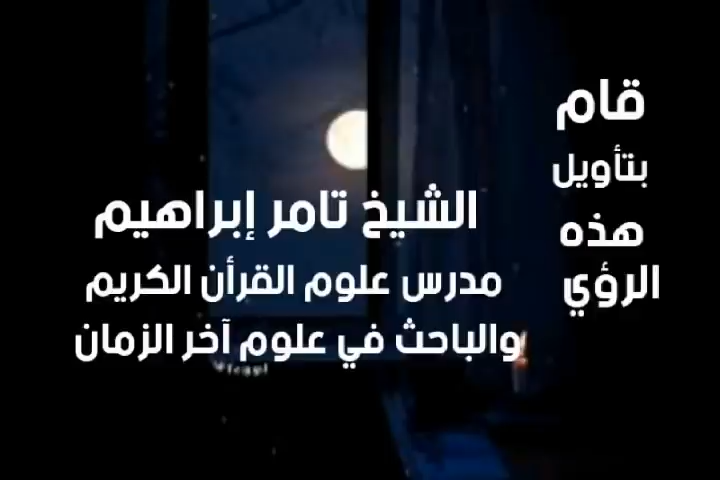 قام
بتأويل
هذه
الرؤي
الشيخ تامر إبراهيم
مدرس علوم القرأن الكريم
والباحث في علوم آخر الزمان